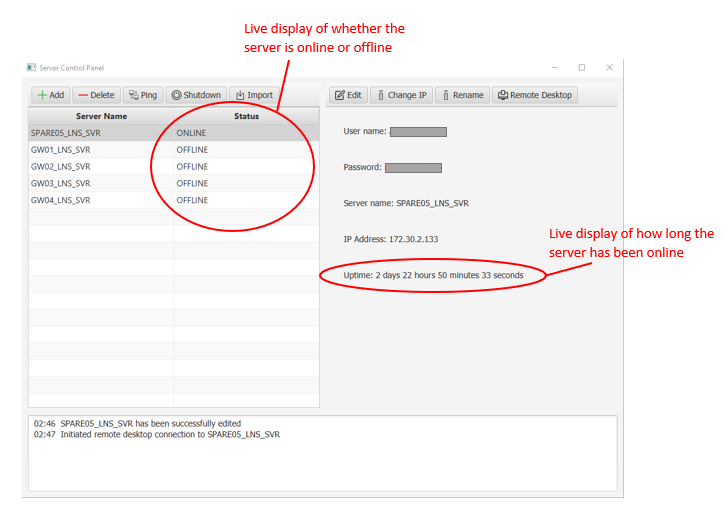 Live display of whether the
server is online or offline
Server Control Panel
Add Delete Ping Shutdown Import
Edit Change IP Rename Remote Desktop
Server Name Status
SPARE05_LNS_SVR ONLINE
GW01_LNS_SVR OFFLINE
GW02_LNS_SVR OFFLINE
GW03_LNS_SVR OFFLINE
GW04_LNS_SVR OFFLINE
User name:
Password:
Server name: SPARE05_LNS_SVR
IP Address: 172.30.2.133
Uptime: 2 days 22 hours 50 minutes 33 seconds
Live display of how long the
server has been online
02:46 SPARE05_LNS_SVR has been successfully edited
02:47 Initiated remote desktop connection to SPARE05_LNS_SVR